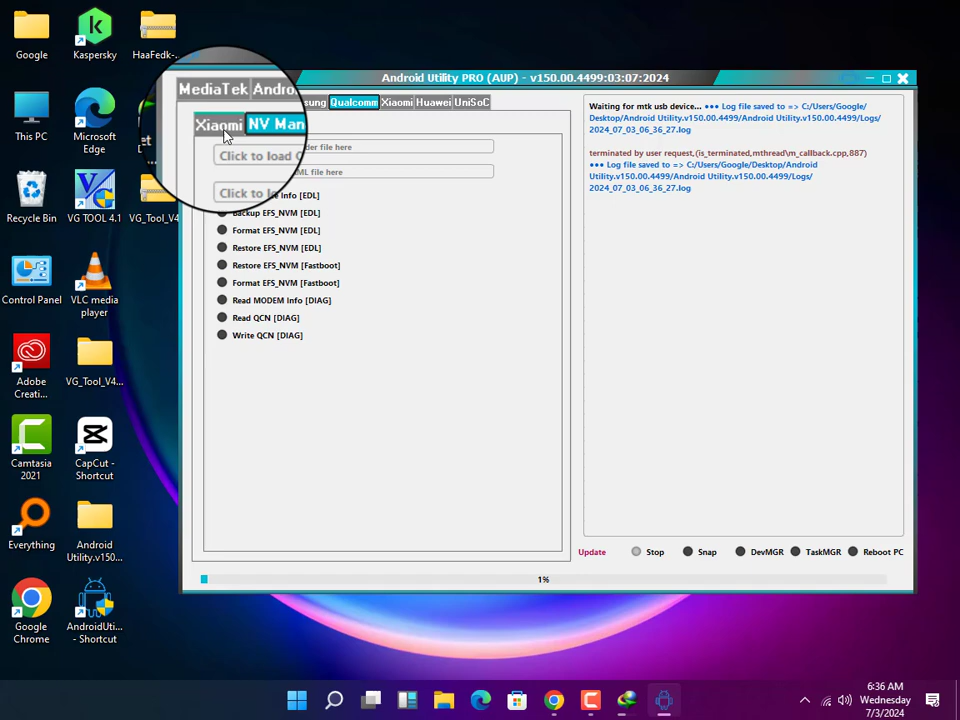 Google
Kaspersky
HaaFedk-...
This PC
Microsoft
Edge
Recycle Bin
VG TOOL 4.1
VG_Tool_V4
Control Panel
VLC media
player
Adobe
Creati...
VG_Tool_V4...
Camtasia
2021
CapCut -
Shortcut
Everything
Android
Utility.v150...
Google
Chrome
AndroidUti...
- Shortcut
Android Utility PRO (AUP) - v150.00.4499:03:07:2024
MediaTek Andro sung Qualcomm Xiaomi Huawei UniSoC
Xiaomi NV Man
Click to load der file here
Click to ML file here
e Info [EDL]
Backup EFS_NVM [EDL]
Format EFS_NVM [EDL]
Restore EFS_NVM [EDL]
Restore EFS_NVM [Fastboot]
Format EFS_NVM [Fastboot]
Read MODEM Info [DIAG]
Read QCN [DIAG]
Write QCN [DIAG]
Waiting for mtk usb device... ••• Log file saved to => C:/Users/Google/
Desktop/Android Utility.v150.00.4499/Android Utility.v150.00.4499/Logs/
2024_07_03_06_36_27.log
terminated by user request,(is_terminated,mthread\m_callback.cpp,887)
••• Log file saved to => C:/Users/Google/Desktop/Android
Utility.v150.00.4499/Android Utility.v150.00.4499/Logs/
2024_07_03_06_36_27.log
Update Stop Snap DevMGR TaskMGR Reboot PC
1%
6:36 AM
Wednesday
7/3/2024